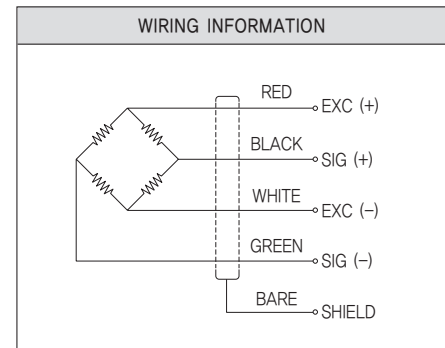 WIRING INFORMATION
RED EXC (+)
BLACK SIG (+)
WHITE EXC (–)
GREEN SIG (–)
BARE SHIELD